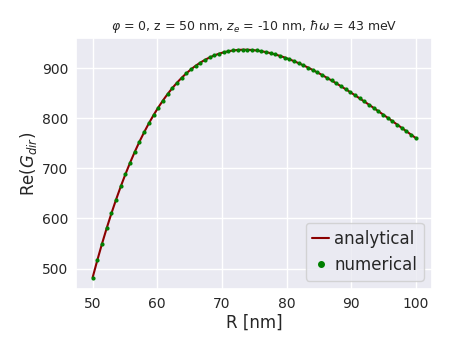 φ = 0, z = 50 nm, z_e = -10 nm, ħω = 43 meV
Re(G_dir)
900
800
700
600
500
analytical
numerical
50 60 70 80 90 100
R [nm]